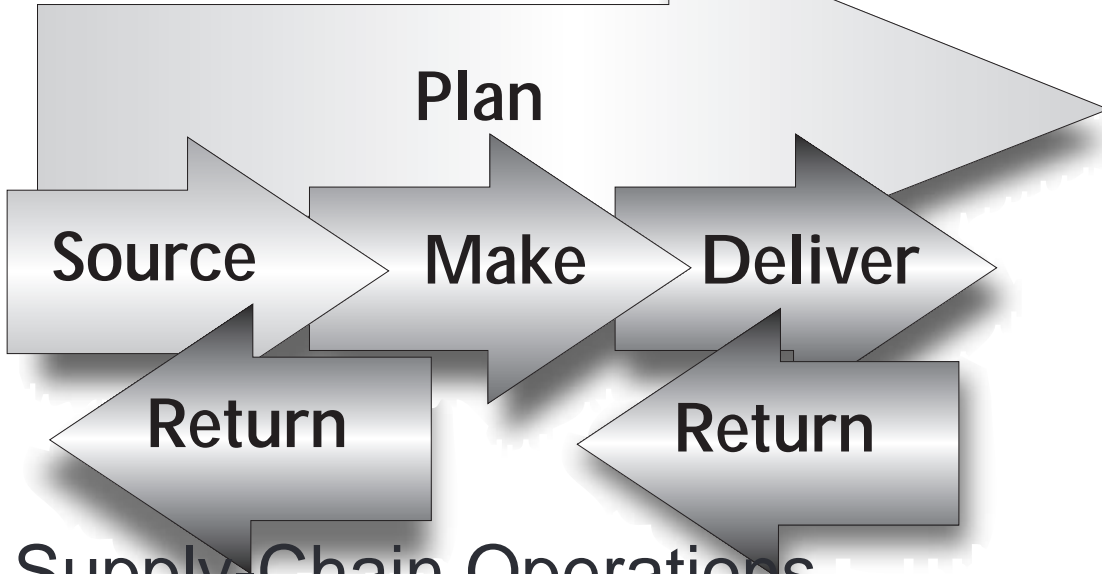 Plan
Source Make Deliver
Return Return
Supply-Chain Operations